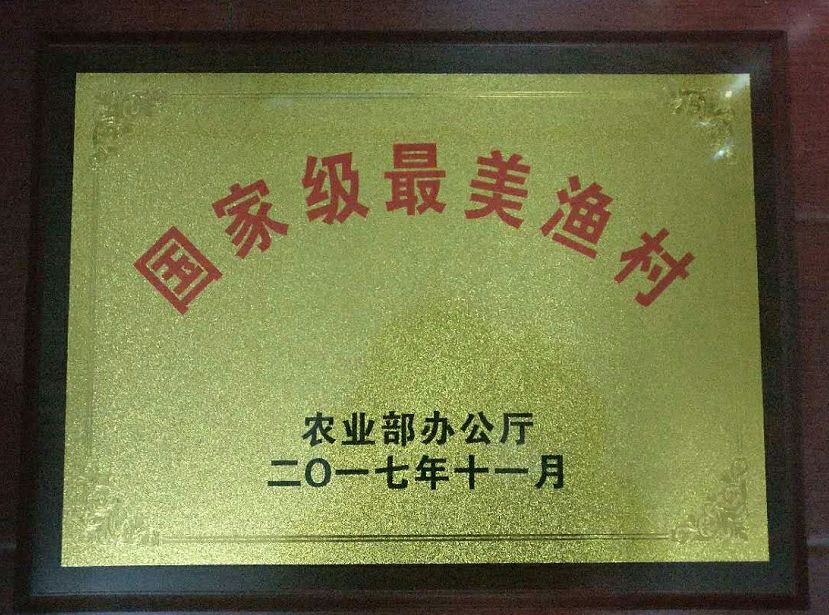 国家级最美渔村
农业部办公厅
二〇一七年十一月